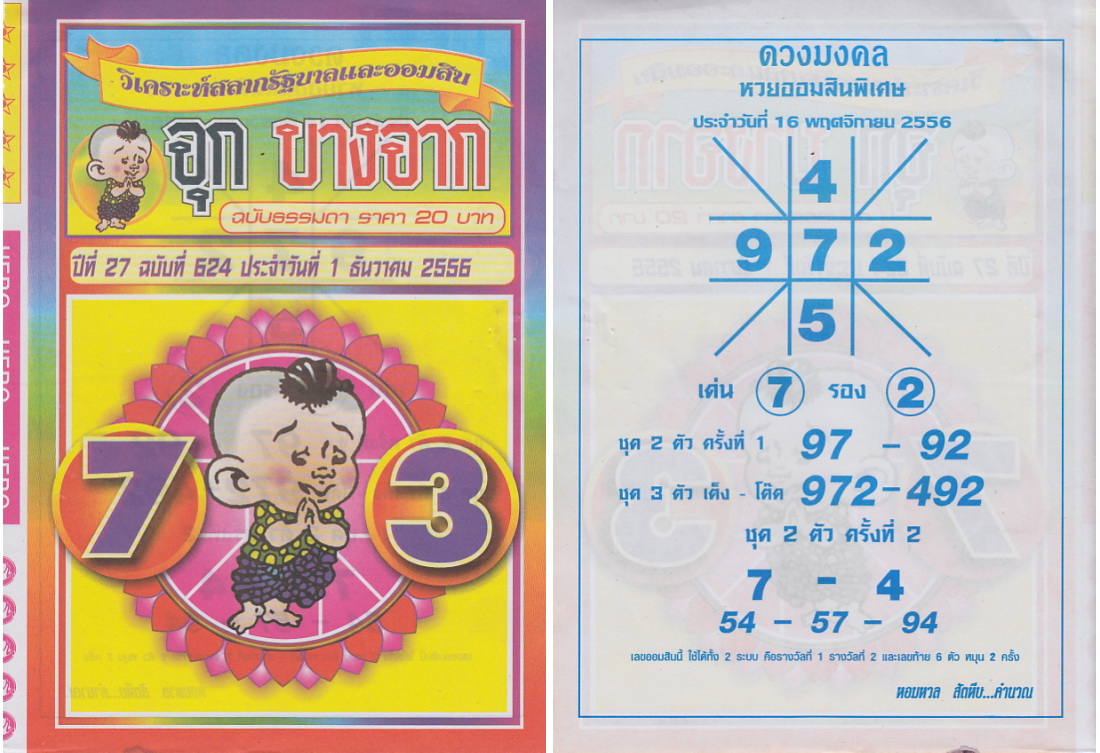 วิเคราะห์สลากรัฐบาลและออมสิน
อุก บางฮาก
ฉบับธรรมดา ราคา 20 บาท
ปีที่ 27 ฉบับที่ 624 ประจำวันที่ 1 ธันวาคม 2556
7 3
HERO HERO HERO
ดวงมงคล
หวยออมสินพิเศษ
ประจำวันที่ 16 พฤศจิกายน 2556
4
9 7 2
5
เด่น 7 รอง 2
ชุด 2 ตัว ครั้งที่ 1 97 - 92
ชุด 3 ตัว เต็ง - โต๊ด 972-492
ชุด 2 ตัว ครั้งที่ 2
7 - 4
54 - 57 - 94
เลขออมสินนี้ ใช้ได้ทั้ง 2 ระบบ คือรางวัลที่ 1 รางวัลที่ 2 และเลขท้าย 6 ตัว หมุน 2 ครั้ง
หอมหวล สัตหีบ...คำนวณ